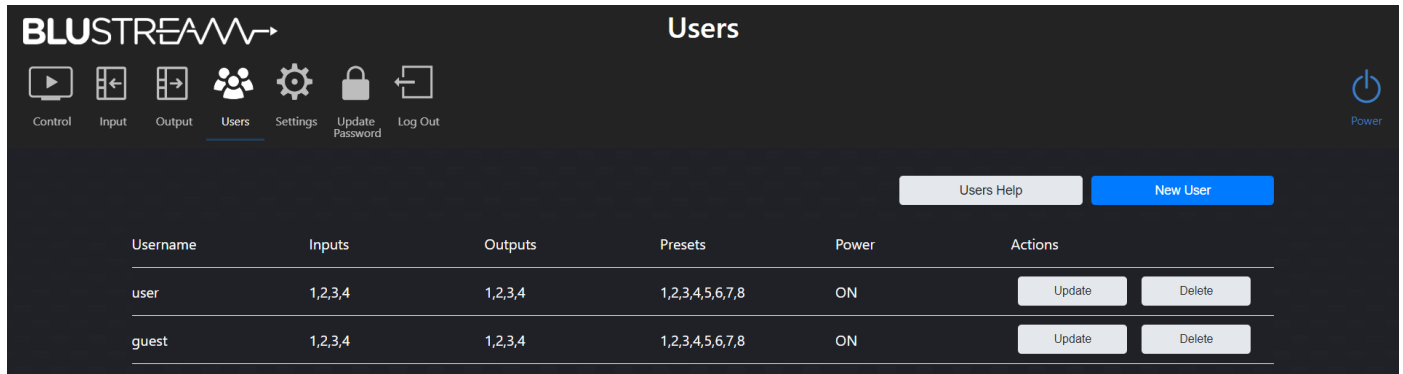 BLUSTREAM
Users
Control Input Output Users Settings Update Password Log Out
Power
Users Help New User
Username Inputs Outputs Presets Power Actions
user 1,2,3,4 1,2,3,4 1,2,3,4,5,6,7,8 ON Update Delete
guest 1,2,3,4 1,2,3,4 1,2,3,4,5,6,7,8 ON Update Delete